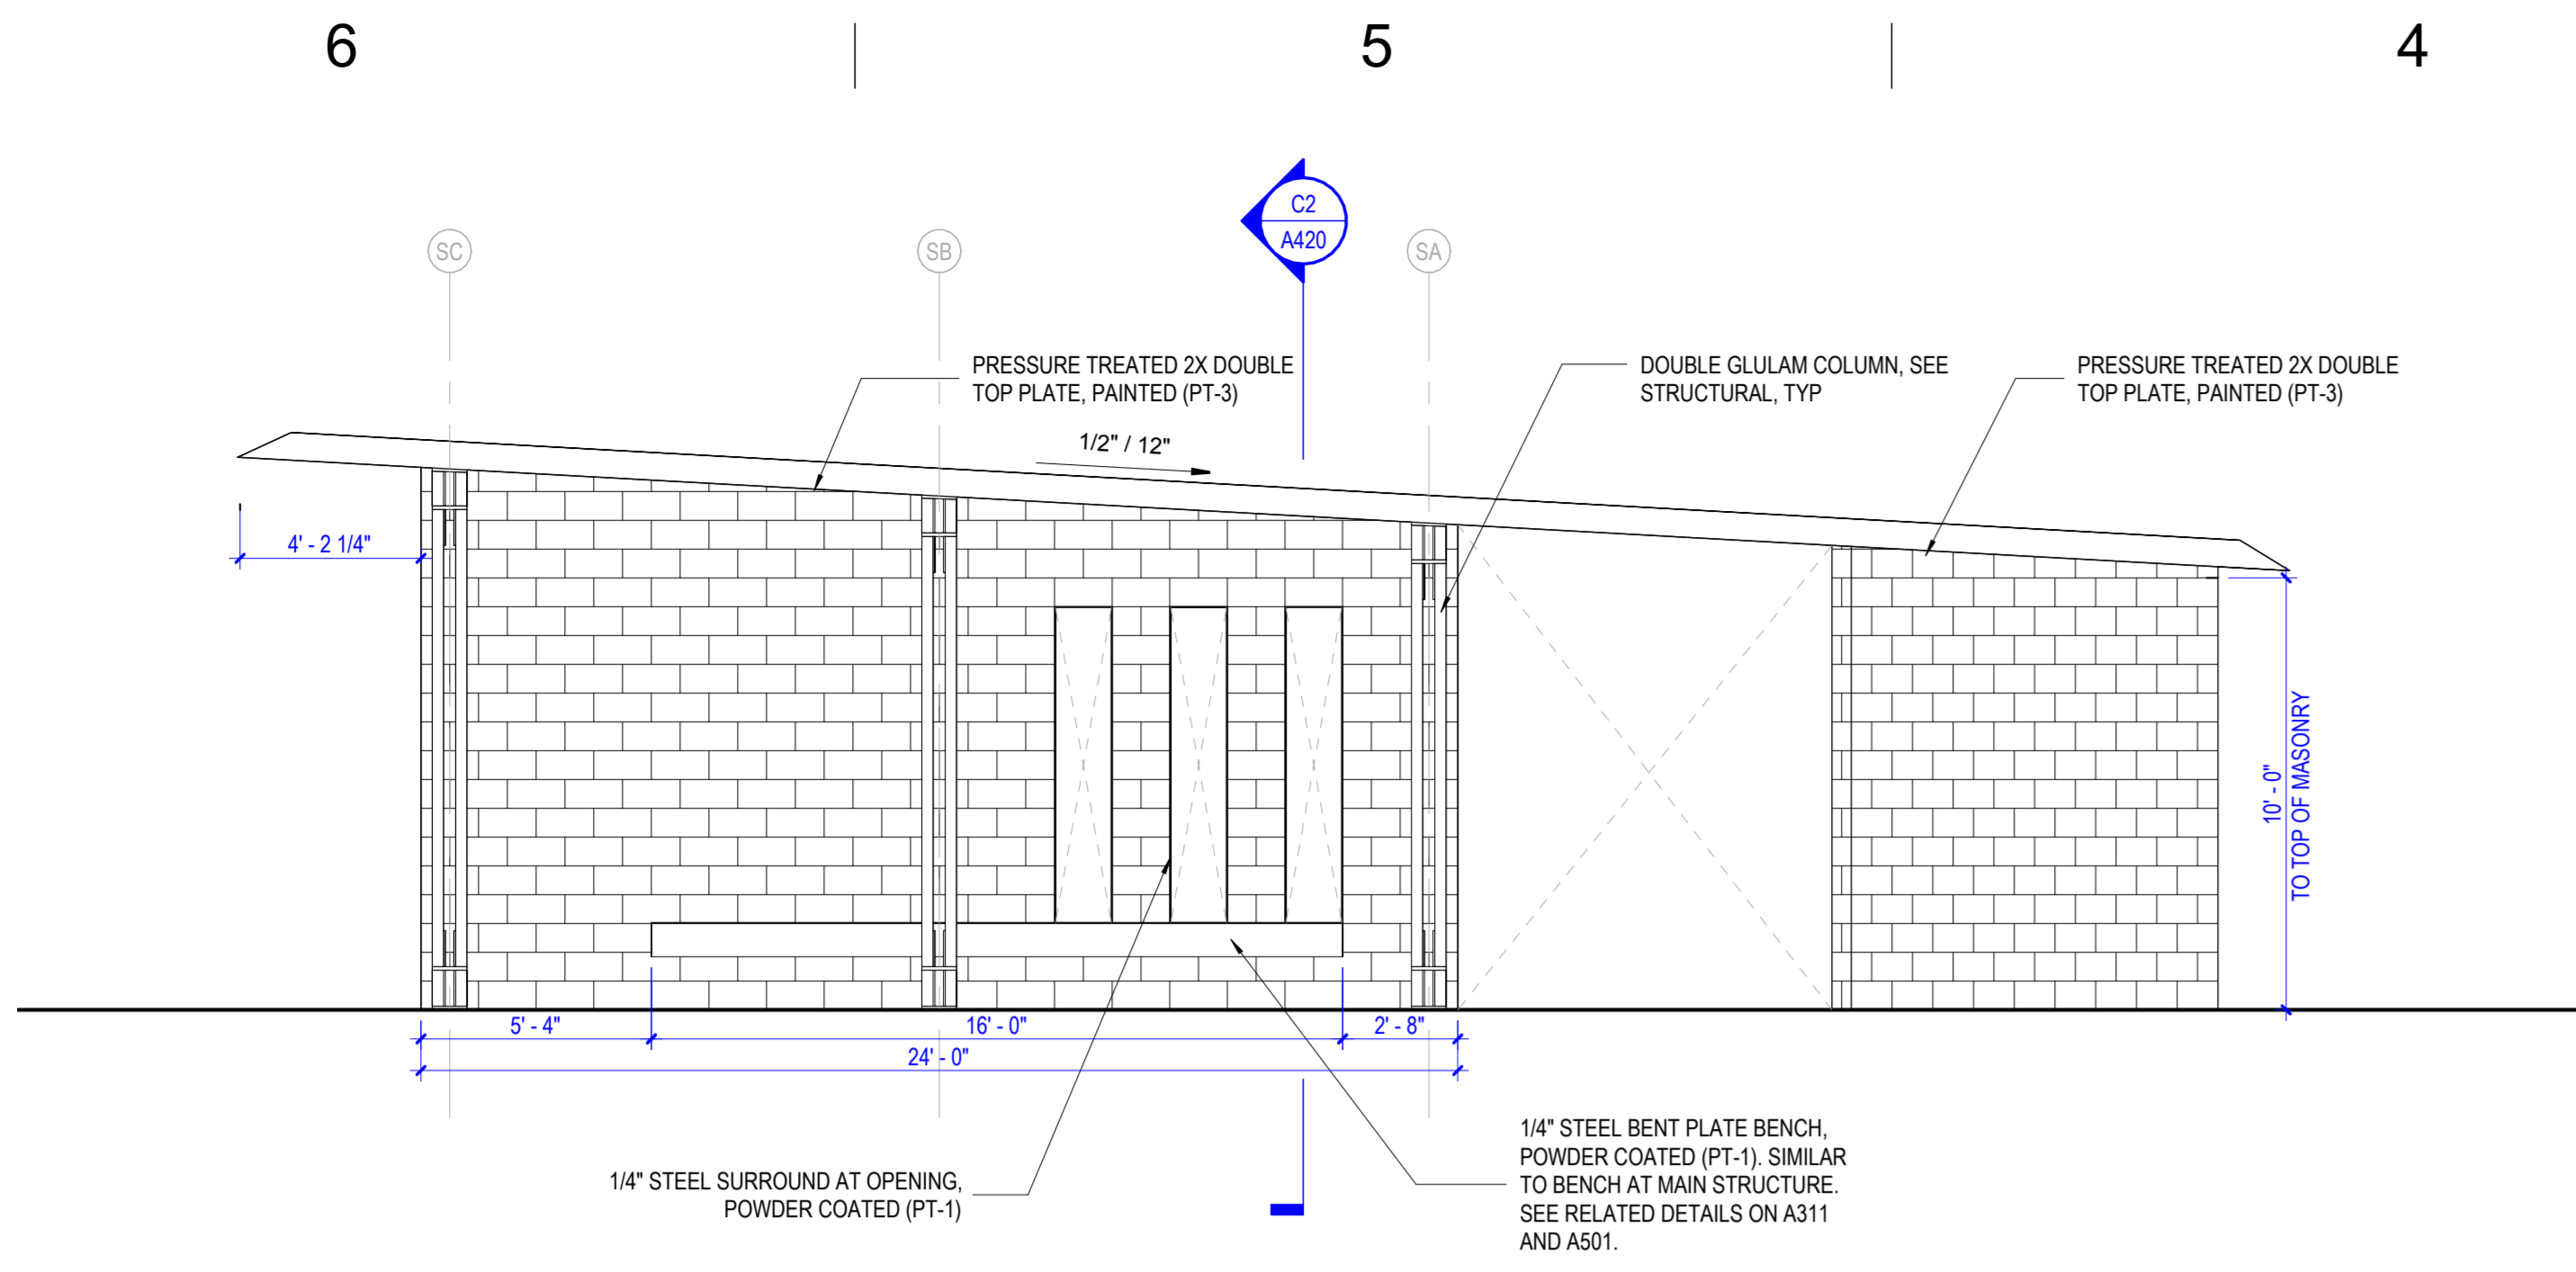 6
5
4
C2
A420
SC
SB
SA
PRESSURE TREATED 2X DOUBLE
TOP PLATE, PAINTED (PT-3)
DOUBLE GLULAM COLUMN, SEE
STRUCTURAL, TYP
PRESSURE TREATED 2X DOUBLE
TOP PLATE, PAINTED (PT-3)
1/2" / 12"
4' - 2 1/4"
10' - 0"
TO TOP OF MASONRY
5' - 4"
16' - 0"
2' - 8"
24' - 0"
1/4" STEEL SURROUND AT OPENING,
POWDER COATED (PT-1)
1/4" STEEL BENT PLATE BENCH,
POWDER COATED (PT-1). SIMILAR
TO BENCH AT MAIN STRUCTURE.
SEE RELATED DETAILS ON A311
AND A501.